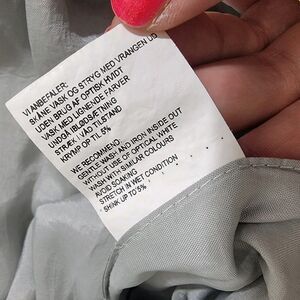 VI ANBEFALER:
SKÅNE VASK OG STRYG MED VRANGEN UD
UDEN BRUG AF OPTISK HVIDT
VASK MED LIGNENDE FARVER
UNDGÅ IBLØDSÆTNING
STRÆK I VÅD TILSTAND
KRYMP OP TIL 5%
WE RECOMMEND:
GENTLE WASH AND IRON INSIDE OUT
WITHOUT USE OF OPTICAL WHITE
WASH WITH SIMILAR COLOURS
AVOID SOAKING
STRETCH IN WET CONDITION
SHINK UP TO 5%